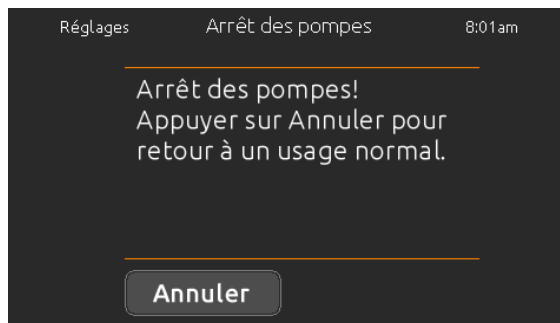 Réglages Arrêt des pompes 8:01am
Arrêt des pompes!
Appuyer sur Annuler pour
retour à un usage normal.
Annuler